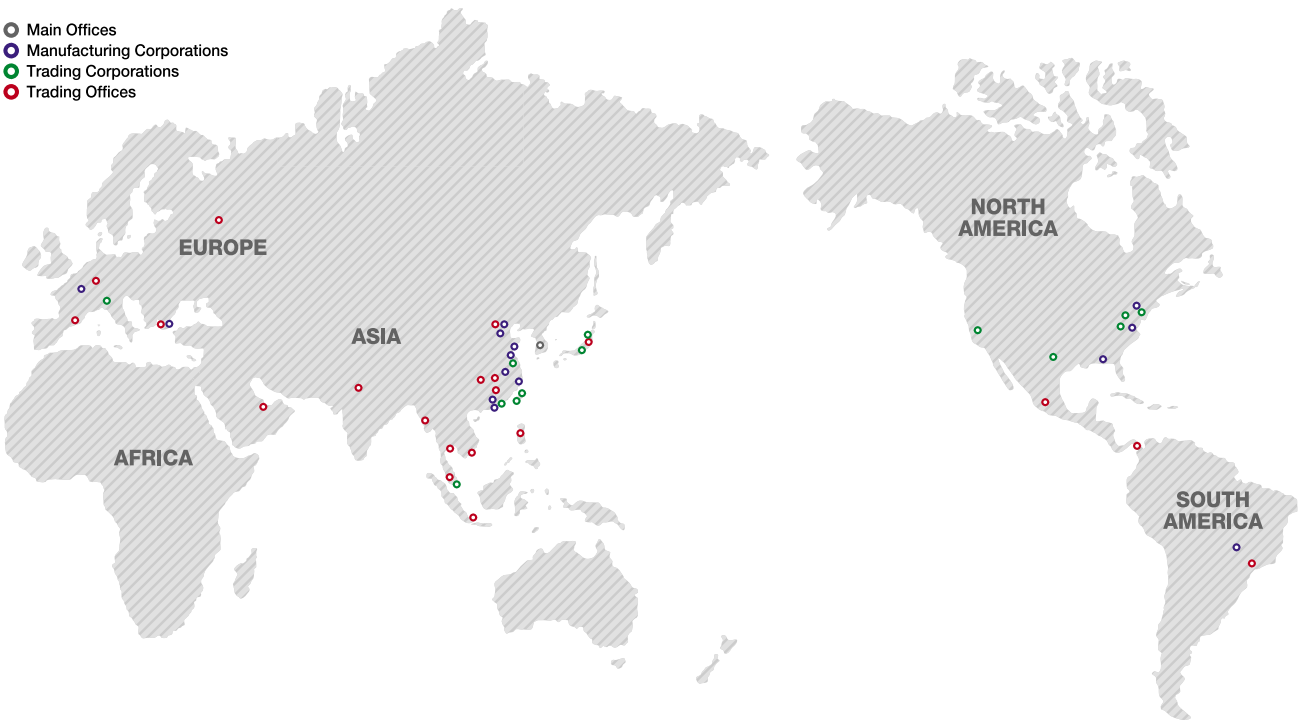 Main Offices
Manufacturing Corporations
Trading Corporations
Trading Offices
NORTH
AMERICA
EUROPE
ASIA
AFRICA
SOUTH
AMERICA